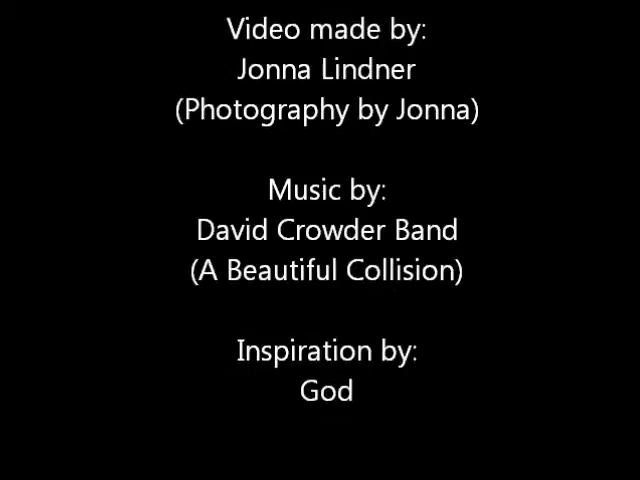 Video made by:
Jonna Lindner
(Photography by Jonna)
Music by:
David Crowder Band
(A Beautiful Collision)
Inspiration by:
God